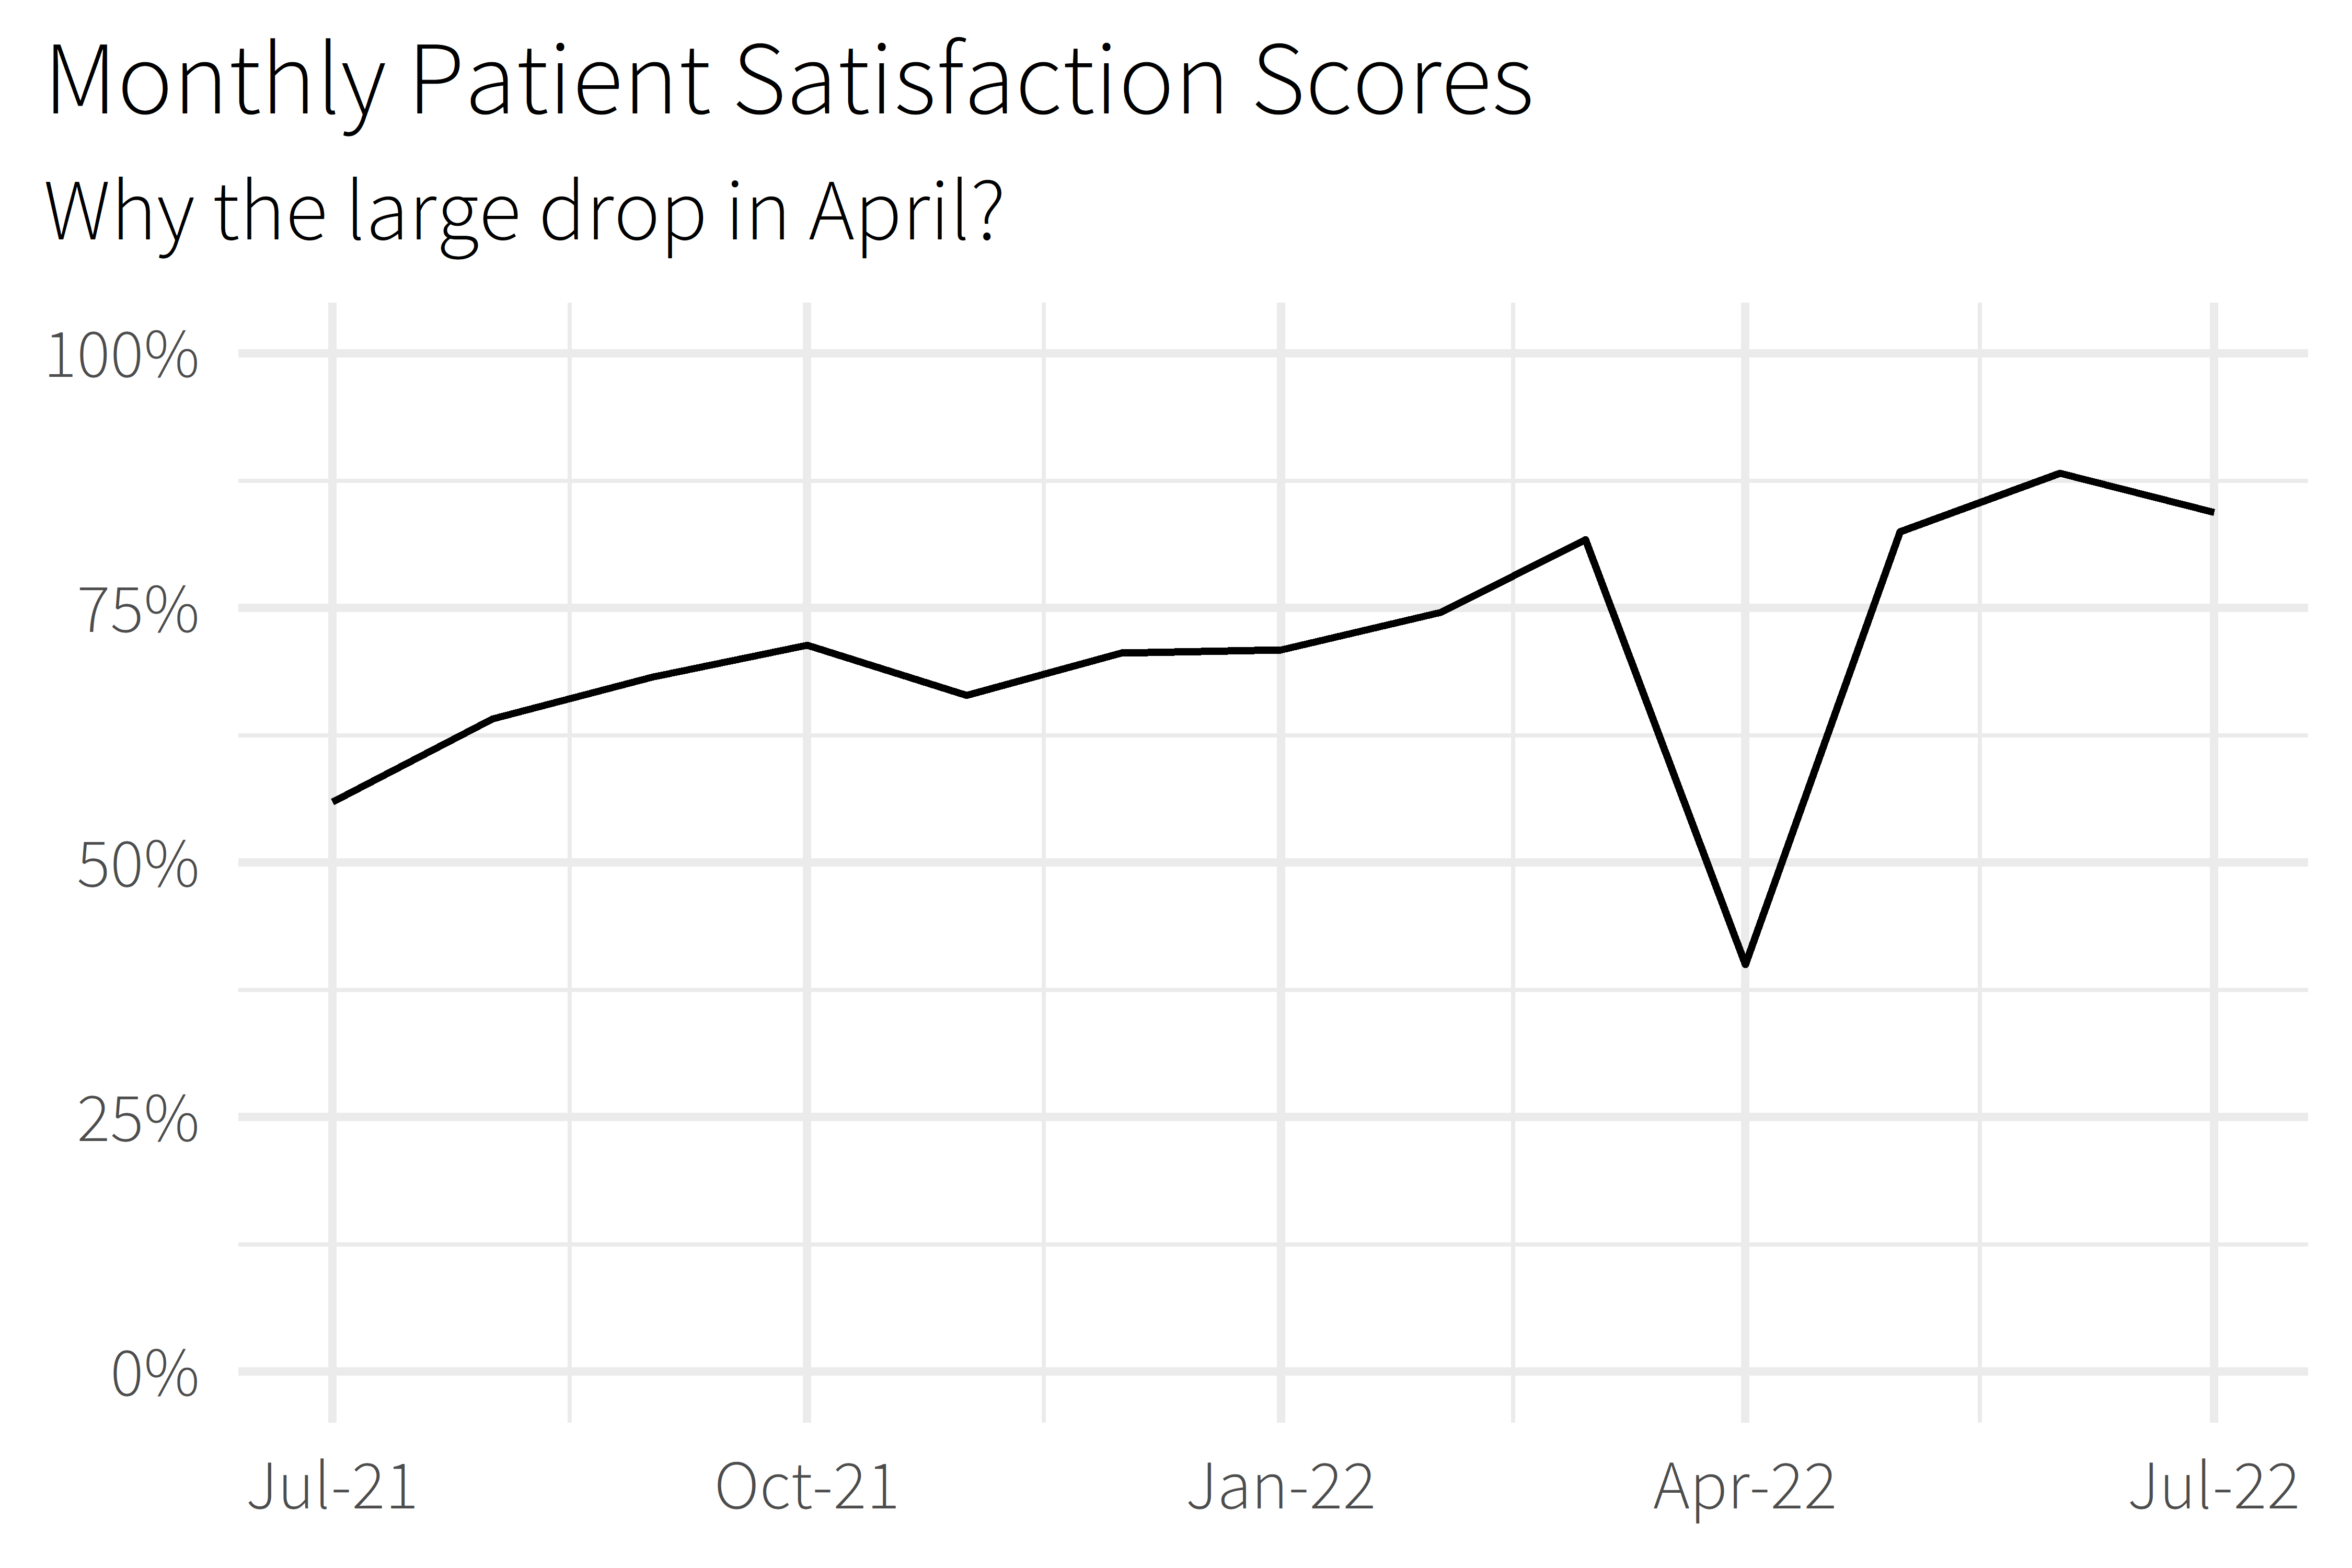 Monthly Patient Satisfaction Scores
Why the large drop in April?
100%
75%
50%
25%
0%
Jul-21 Oct-21 Jan-22 Apr-22 Jul-22